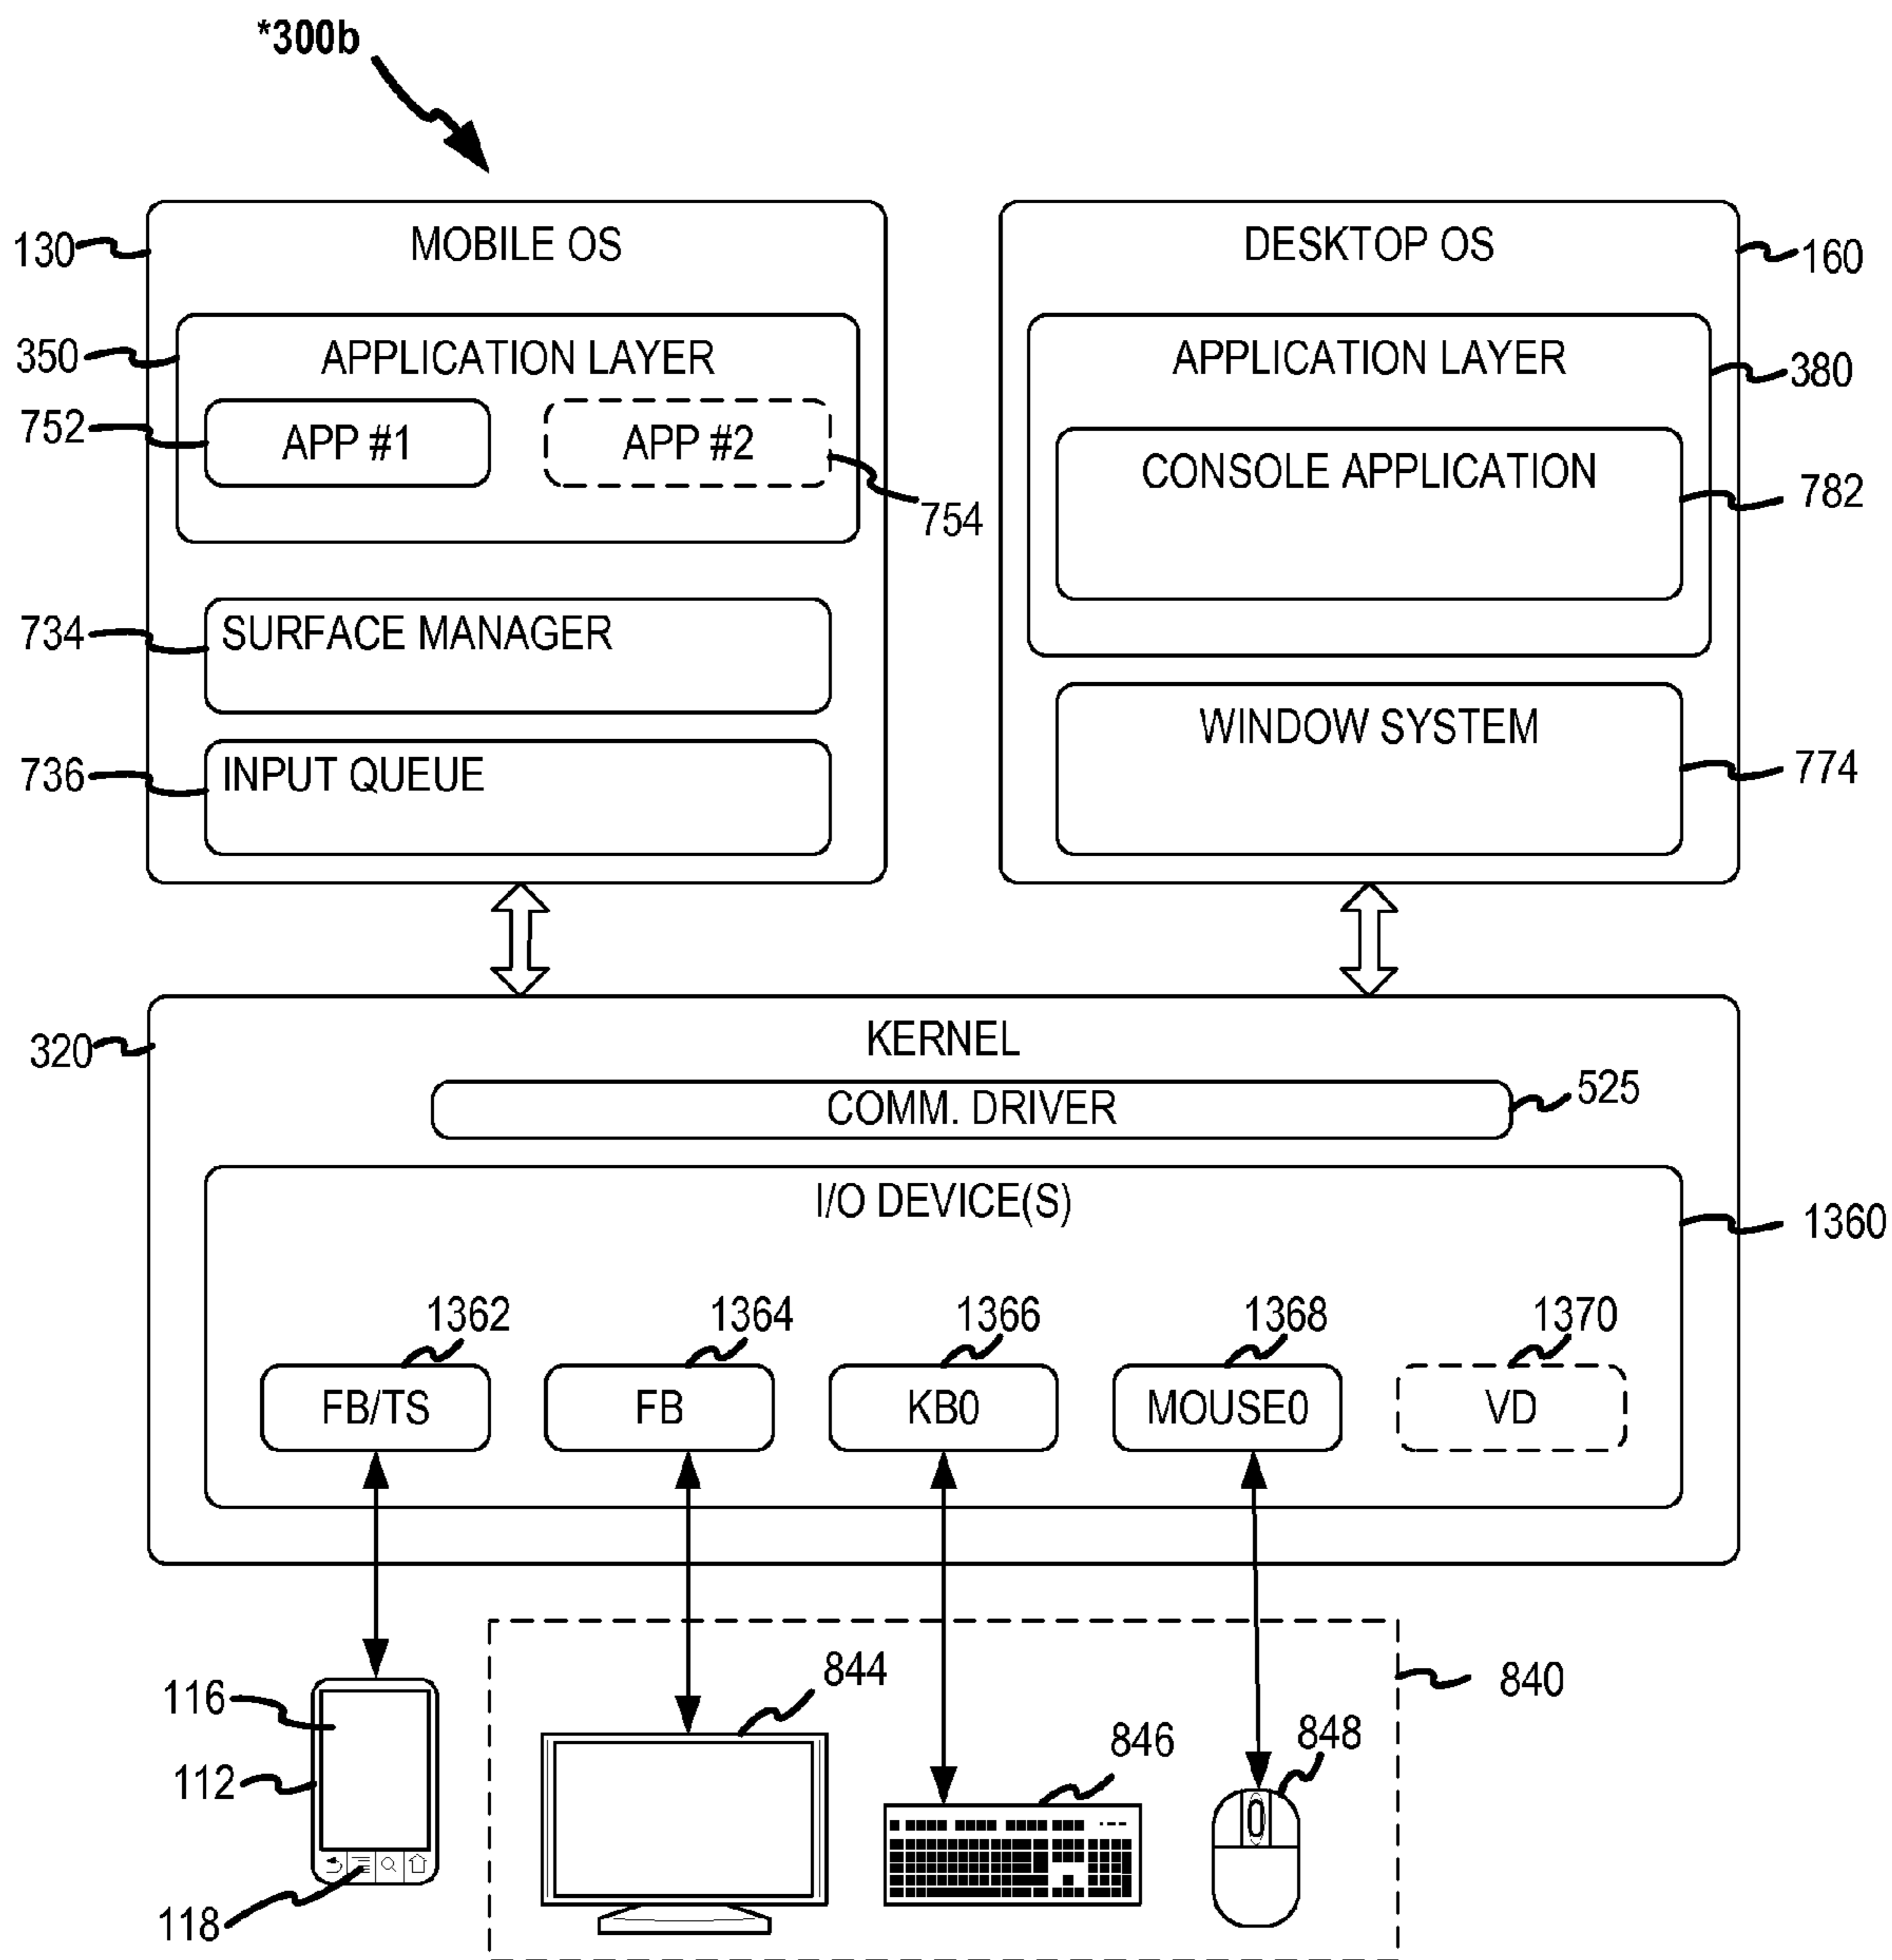 *300b
130
MOBILE OS
DESKTOP OS
160
350
APPLICATION LAYER
APPLICATION LAYER
380
752
APP #1
APP #2
754
CONSOLE APPLICATION
782
734
SURFACE MANAGER
WINDOW SYSTEM
774
736
INPUT QUEUE
320
KERNEL
COMM. DRIVER
525
I/O DEVICE(S)
1360
1362
1364
1366
1368
1370
FB/TS
FB
KB0
MOUSE0
VD
116
112
118
844
846
848
840